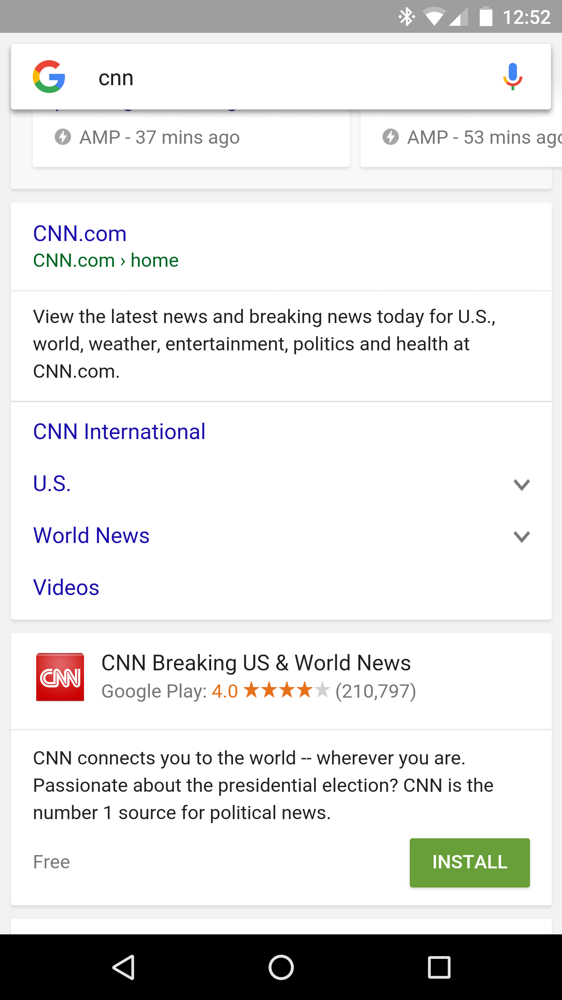 12:52
cnn
AMP - 37 mins ago
AMP - 53 mins ago
CNN.com
CNN.com › home
View the latest news and breaking news today for U.S.,
world, weather, entertainment, politics and health at
CNN.com.
CNN International
U.S.
World News
Videos
CNN
CNN Breaking US & World News
Google Play: 4.0 ★★★★★ (210,797)
CNN connects you to the world -- wherever you are.
Passionate about the presidential election? CNN is the
number 1 source for political news.
Free
INSTALL